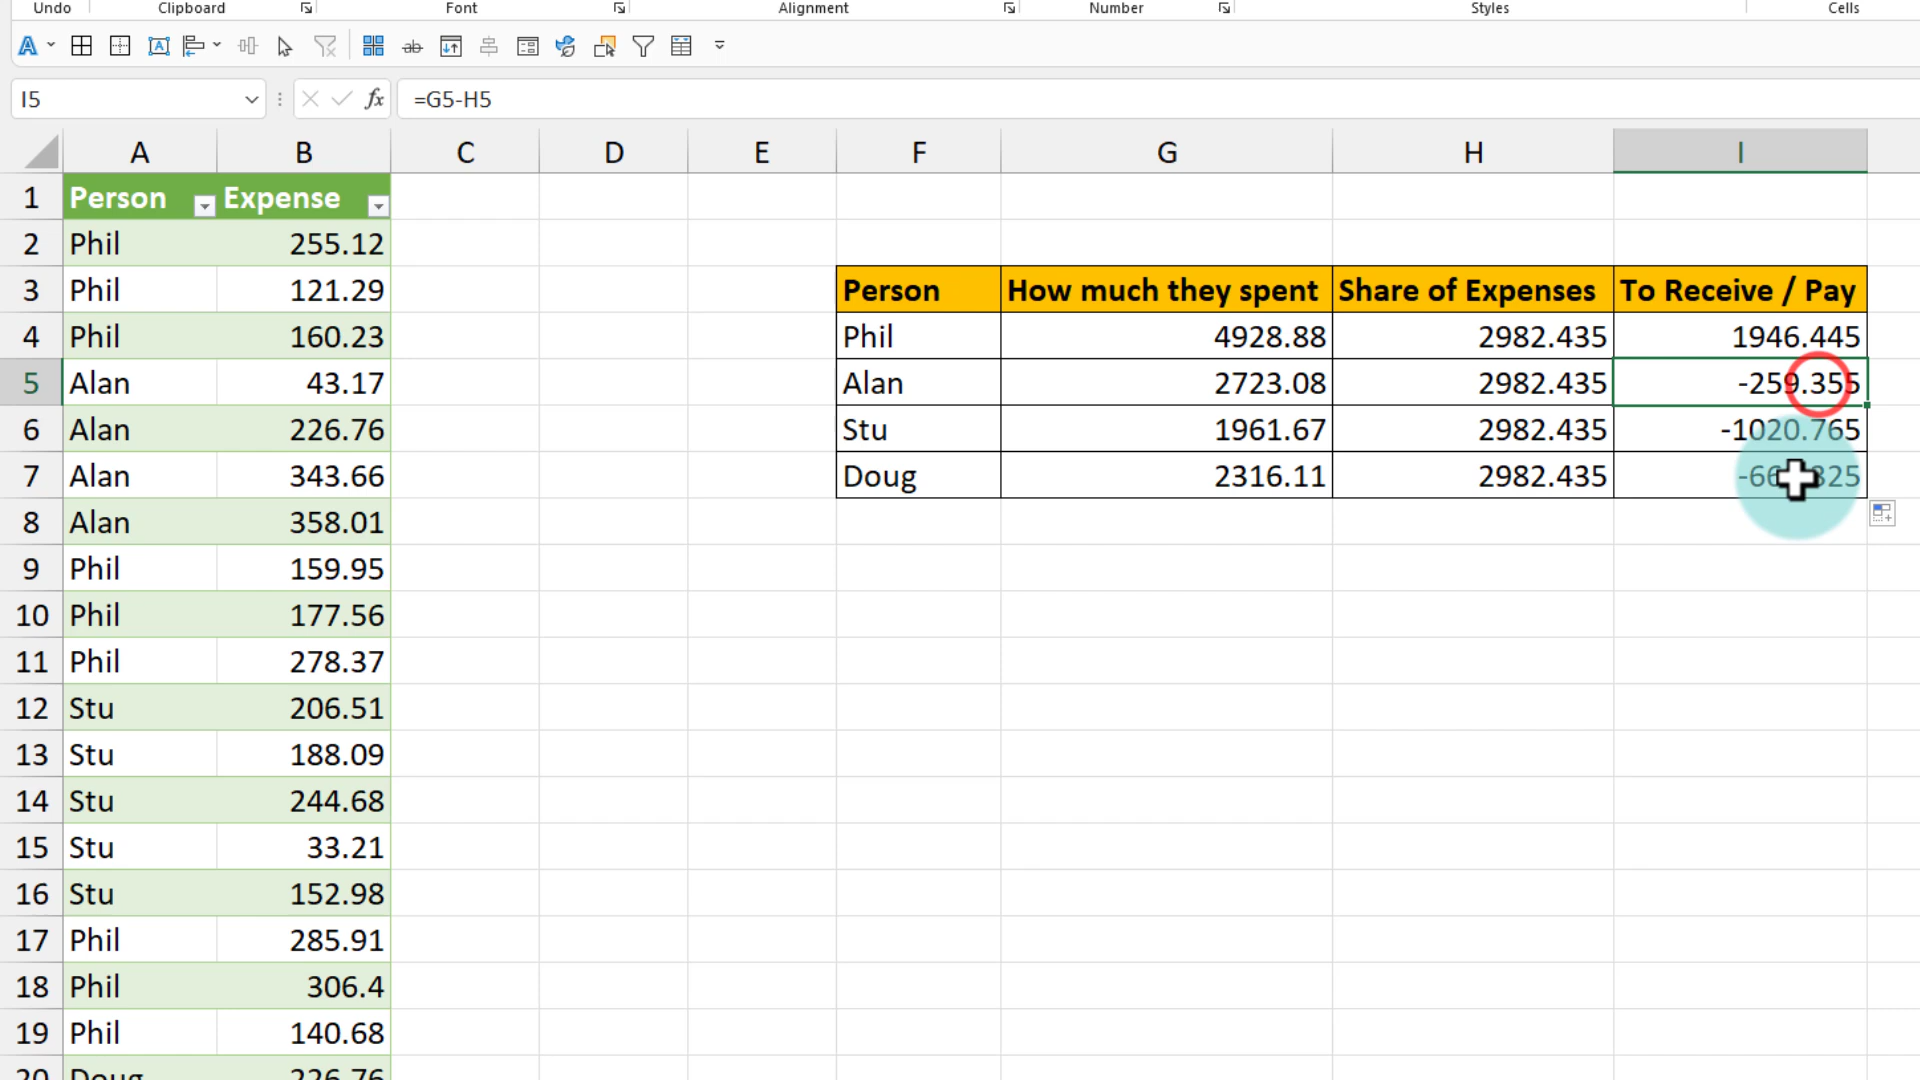 Undo Clipboard Font Alignment Number Styles Cells
I5 fx =G5-H5
A B C D E F G H I
1 Person Expense
2 Phil 255.12
3 Phil 121.29 Person How much they spent Share of Expenses To Receive / Pay
4 Phil 160.23 Phil 4928.88 2982.435 1946.445
5 Alan 43.17 Alan 2723.08 2982.435 -259.355
6 Alan 226.76 Stu 1961.67 2982.435 -1020.765
7 Alan 343.66 Doug 2316.11 2982.435
8 Alan 358.01
9 Phil 159.95
10 Phil 177.56
11 Phil 278.37
12 Stu 206.51
13 Stu 188.09
14 Stu 244.68
15 Stu 33.21
16 Stu 152.98
17 Phil 285.91
18 Phil 306.4
19 Phil 140.68
20 Doug 226.76